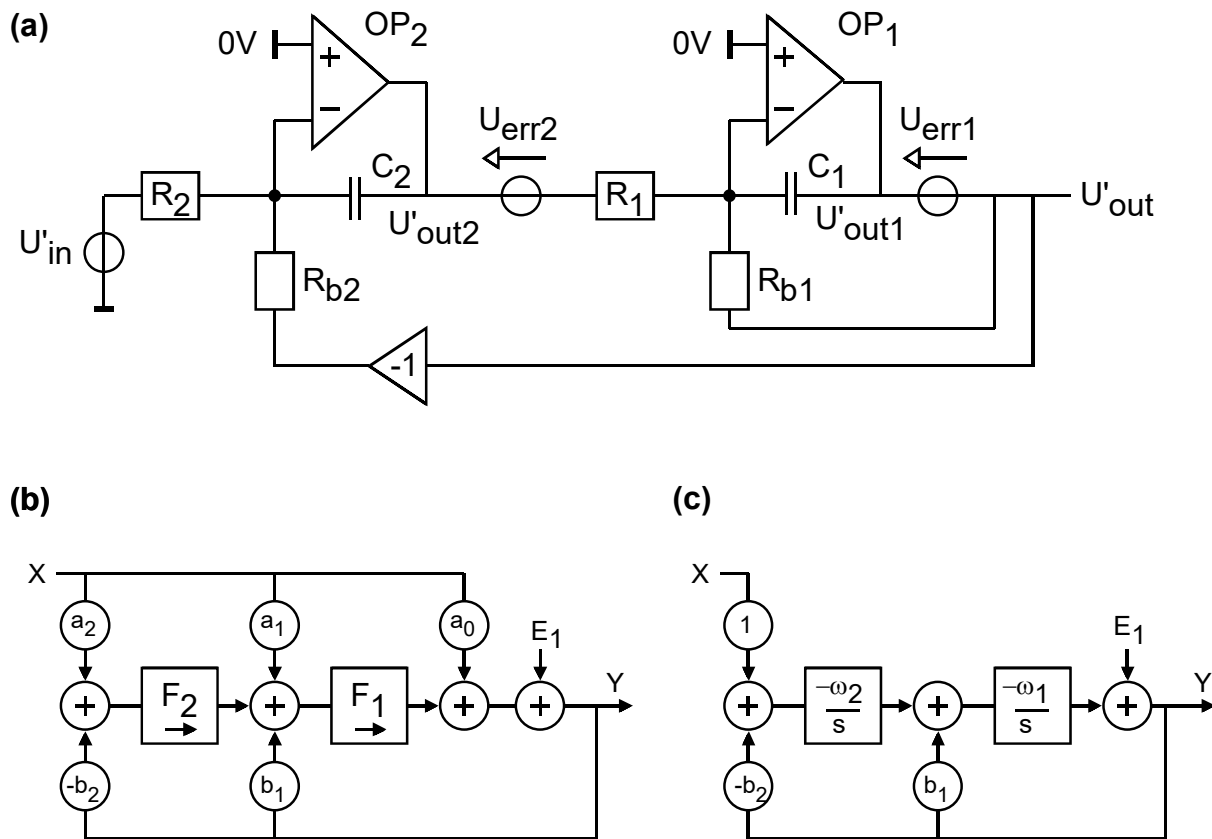 (a)
OP2
OP1
0V
+
−
0V
+
−
Uerr2
Uerr1
R2
C2
R1
C1
U'out
U'in
U'out2
U'out1
Rb2
Rb1
-1
(b)
(c)
X
a2
a1
a0
E1
+
F2
+
F1
+
+
Y
-b2
b1
X
1
E1
+
−ω2
s
+
−ω1
s
+
Y
-b2
b1